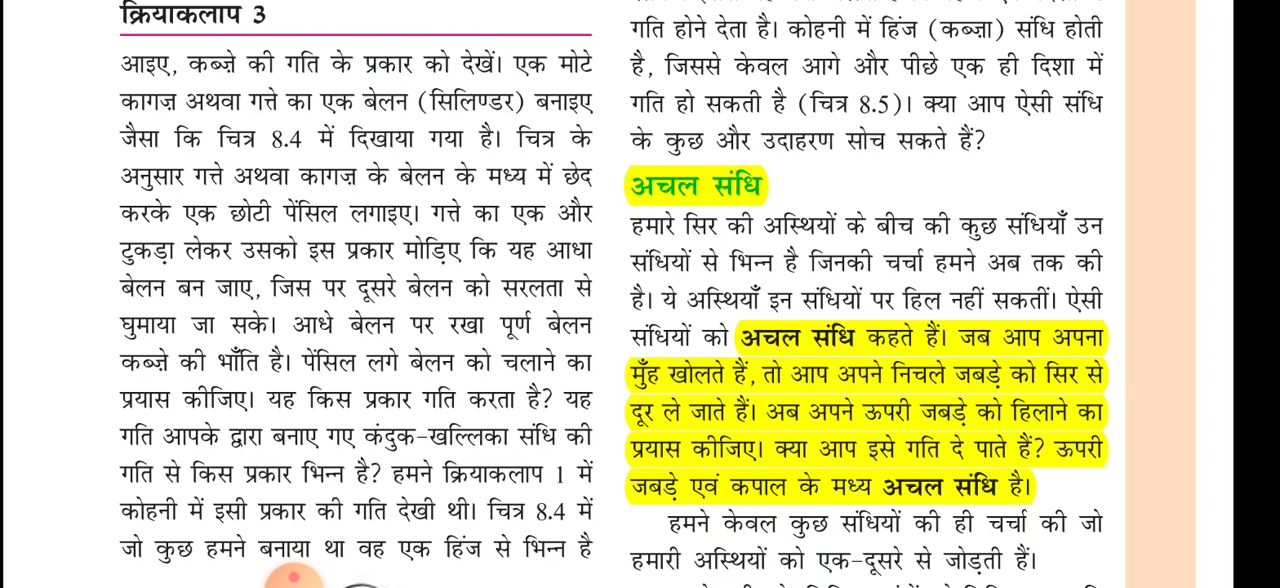 क्रियाकलाप 3
आइए, कब्ज़े की गति के प्रकार को देखें। एक मोटे
कागज़ अथवा गत्ते का एक बेलन (सिलिण्डर) बनाइए
जैसा कि चित्र 8.4 में दिखाया गया है। चित्र के
अनुसार गत्ते अथवा कागज़ के बेलन के मध्य में छेद
करके एक छोटी पेंसिल लगाइए। गत्ते का एक और
टुकड़ा लेकर उसको इस प्रकार मोड़िए कि यह आधा
बेलन बन जाए, जिस पर दूसरे बेलन को सरलता से
घुमाया जा सके। आधे बेलन पर रखा पूर्ण बेलन
कब्ज़े की भाँति है। पेंसिल लगे बेलन को चलाने का
प्रयास कीजिए। यह किस प्रकार गति करता है? यह
गति आपके द्वारा बनाए गए कंदुक-खल्लिका संधि की
गति से किस प्रकार भिन्न है? हमने क्रियाकलाप 1 में
कोहनी में इसी प्रकार की गति देखी थी। चित्र 8.4 में
जो कुछ हमने बनाया था वह एक हिंज से भिन्न है
गति होने देता है। कोहनी में हिंज (कब्ज़ा) संधि होती
है, जिससे केवल आगे और पीछे एक ही दिशा में
गति हो सकती है (चित्र 8.5)। क्या आप ऐसी संधि
के कुछ और उदाहरण सोच सकते हैं?
अचल संधि
हमारे सिर की अस्थियों के बीच की कुछ संधियाँ उन
संधियों से भिन्न है जिनकी चर्चा हमने अब तक की
है। ये अस्थियाँ इन संधियों पर हिल नहीं सकतीं। ऐसी
संधियों को अचल संधि कहते हैं। जब आप अपना
मुँह खोलते हैं, तो आप अपने निचले जबड़े को सिर से
दूर ले जाते हैं। अब अपने ऊपरी जबड़े को हिलाने का
प्रयास कीजिए। क्या आप इसे गति दे पाते हैं? ऊपरी
जबड़े एवं कपाल के मध्य अचल संधि है।
हमने केवल कुछ संधियों की ही चर्चा की जो
हमारी अस्थियों को एक-दूसरे से जोड़ती हैं।